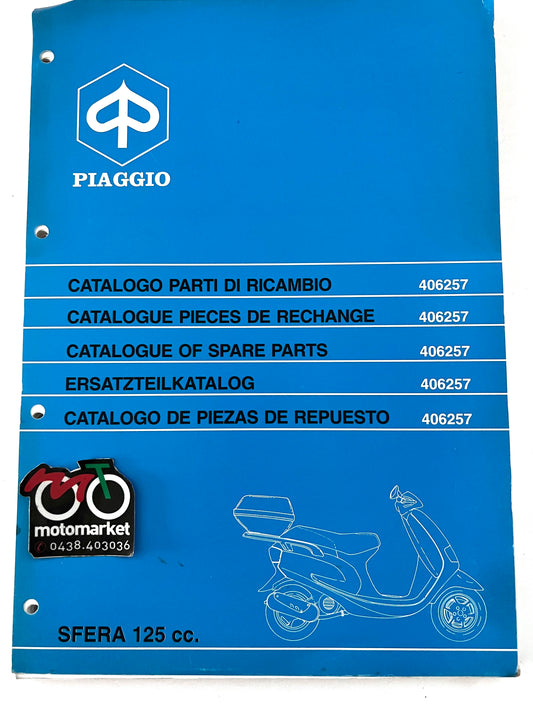 PIAGGIO
CATALOGO PARTI DI RICAMBIO 406257
CATALOGUE PIECES DE RECHANGE 406257
CATALOGUE OF SPARE PARTS 406257
ERSATZTEILKATALOG 406257
CATALOGO DE PIEZAS DE REPUESTO 406257
MT
motomarket
0438.403036
SFERA 125 cc.